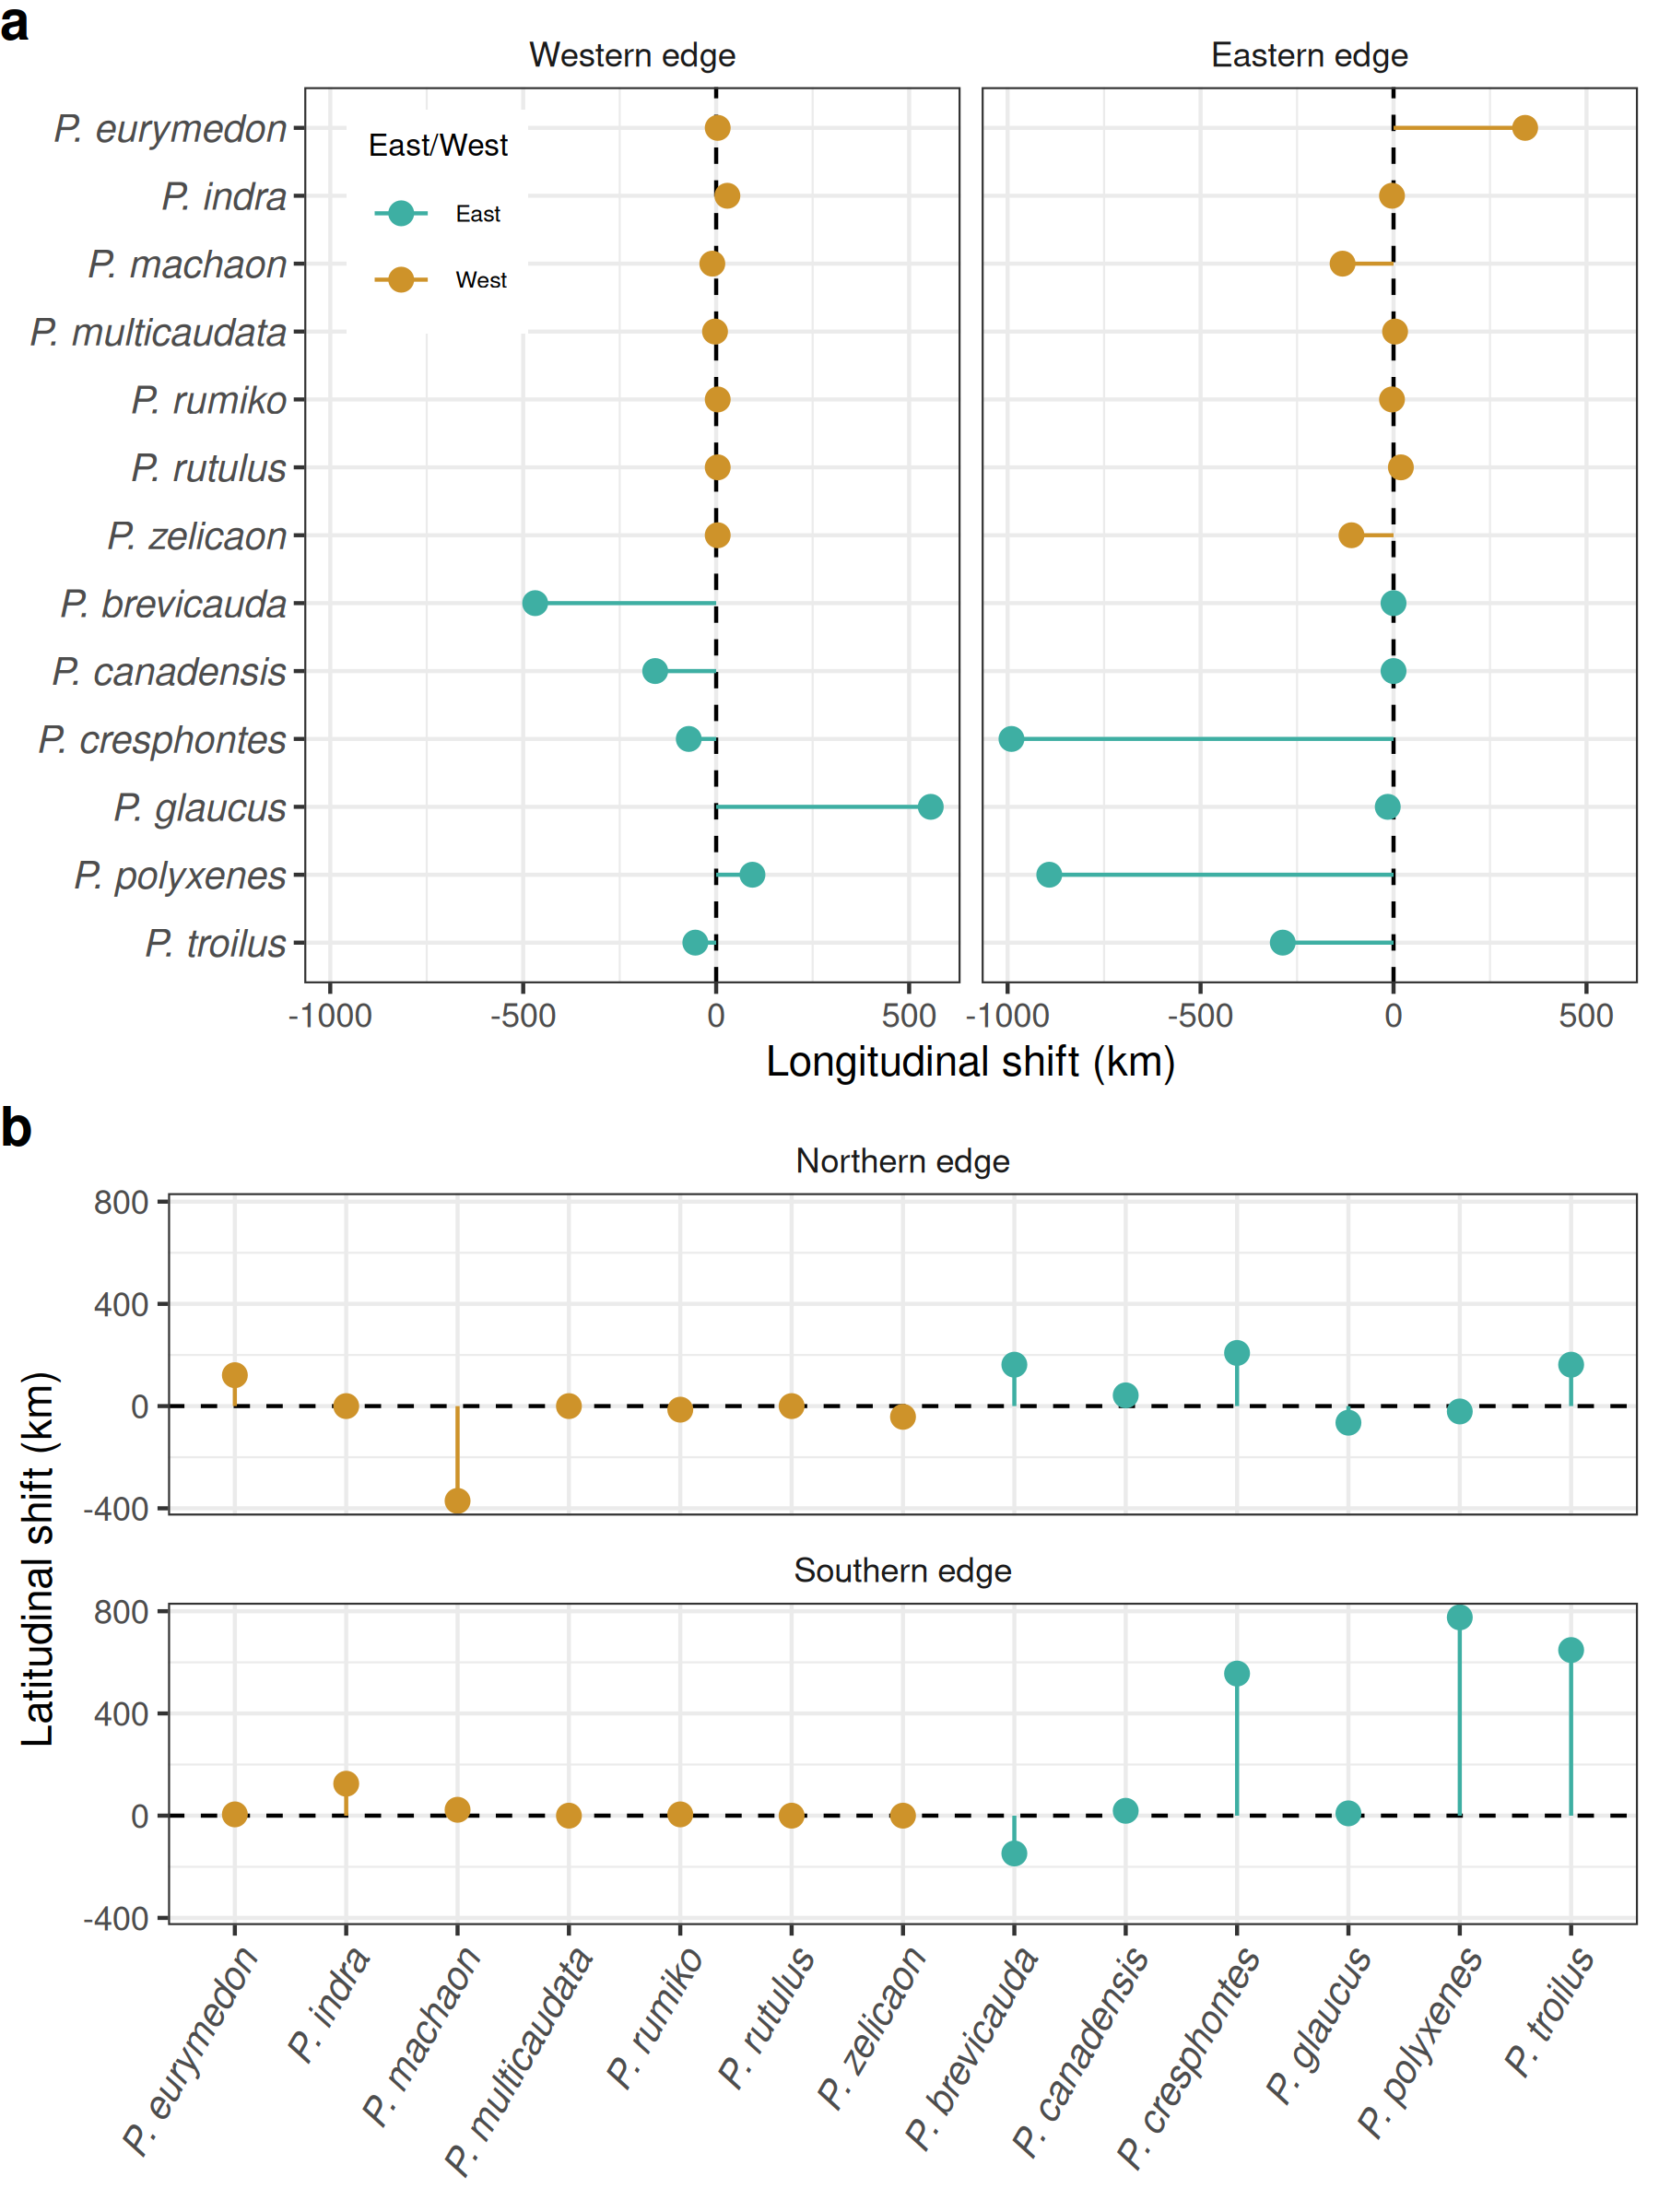 a
Western edge
Eastern edge
P. eurymedon
P. indra
P. machaon
P. multicaudata
P. rumiko
P. rutulus
P. zelicaon
P. brevicauda
P. canadensis
P. cresphontes
P. glaucus
P. polyxenes
P. troilus
East/West
East
West
-1000 -500 0 500
-1000 -500 0 500
Longitudinal shift (km)
b
Northern edge
800
400
0
-400
Southern edge
800
400
0
-400
Latitudinal shift (km)
P. eurymedon
P. indra
P. machaon
P. multicaudata
P. rumiko
P. rutulus
P. zelicaon
P. brevicauda
P. canadensis
P. cresphontes
P. glaucus
P. polyxenes
P. troilus